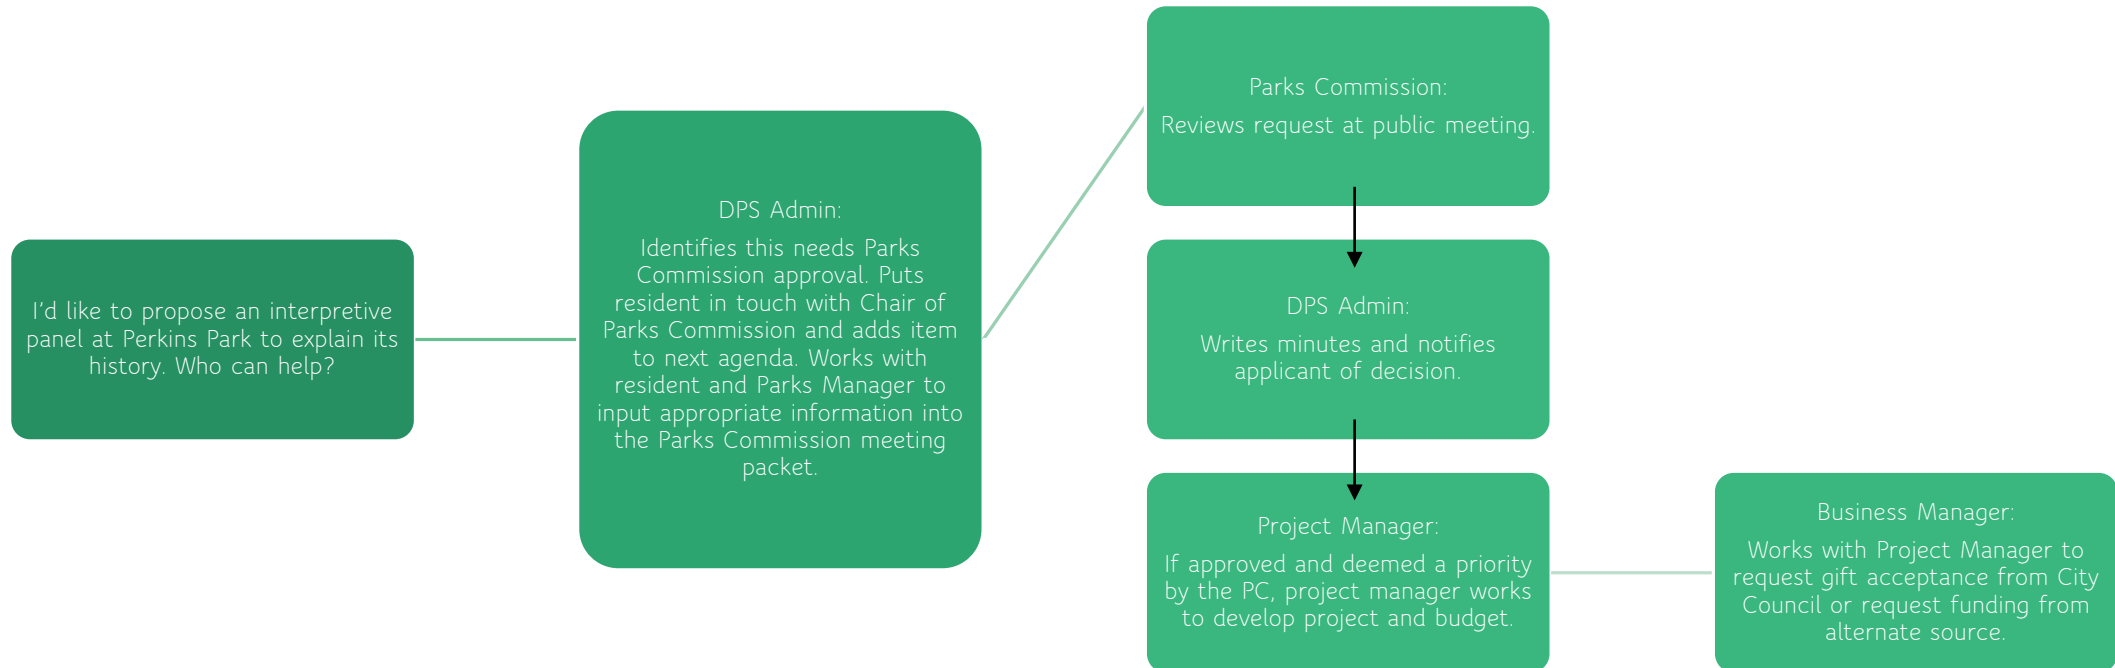 I’d like to propose an interpretive
panel at Perkins Park to explain its
history. Who can help?
DPS Admin:
Identifies this needs Parks
Commission approval. Puts
resident in touch with Chair of
Parks Commission and adds item
to next agenda. Works with
resident and Parks Manager to
input appropriate information into
the Parks Commission meeting
packet.
Parks Commission:
Reviews request at public meeting.
DPS Admin:
Writes minutes and notifies
applicant of decision.
Project Manager:
If approved and deemed a priority
by the PC, project manager works
to develop project and budget.
Business Manager:
Works with Project Manager to
request gift acceptance from City
Council or request funding from
alternate source.